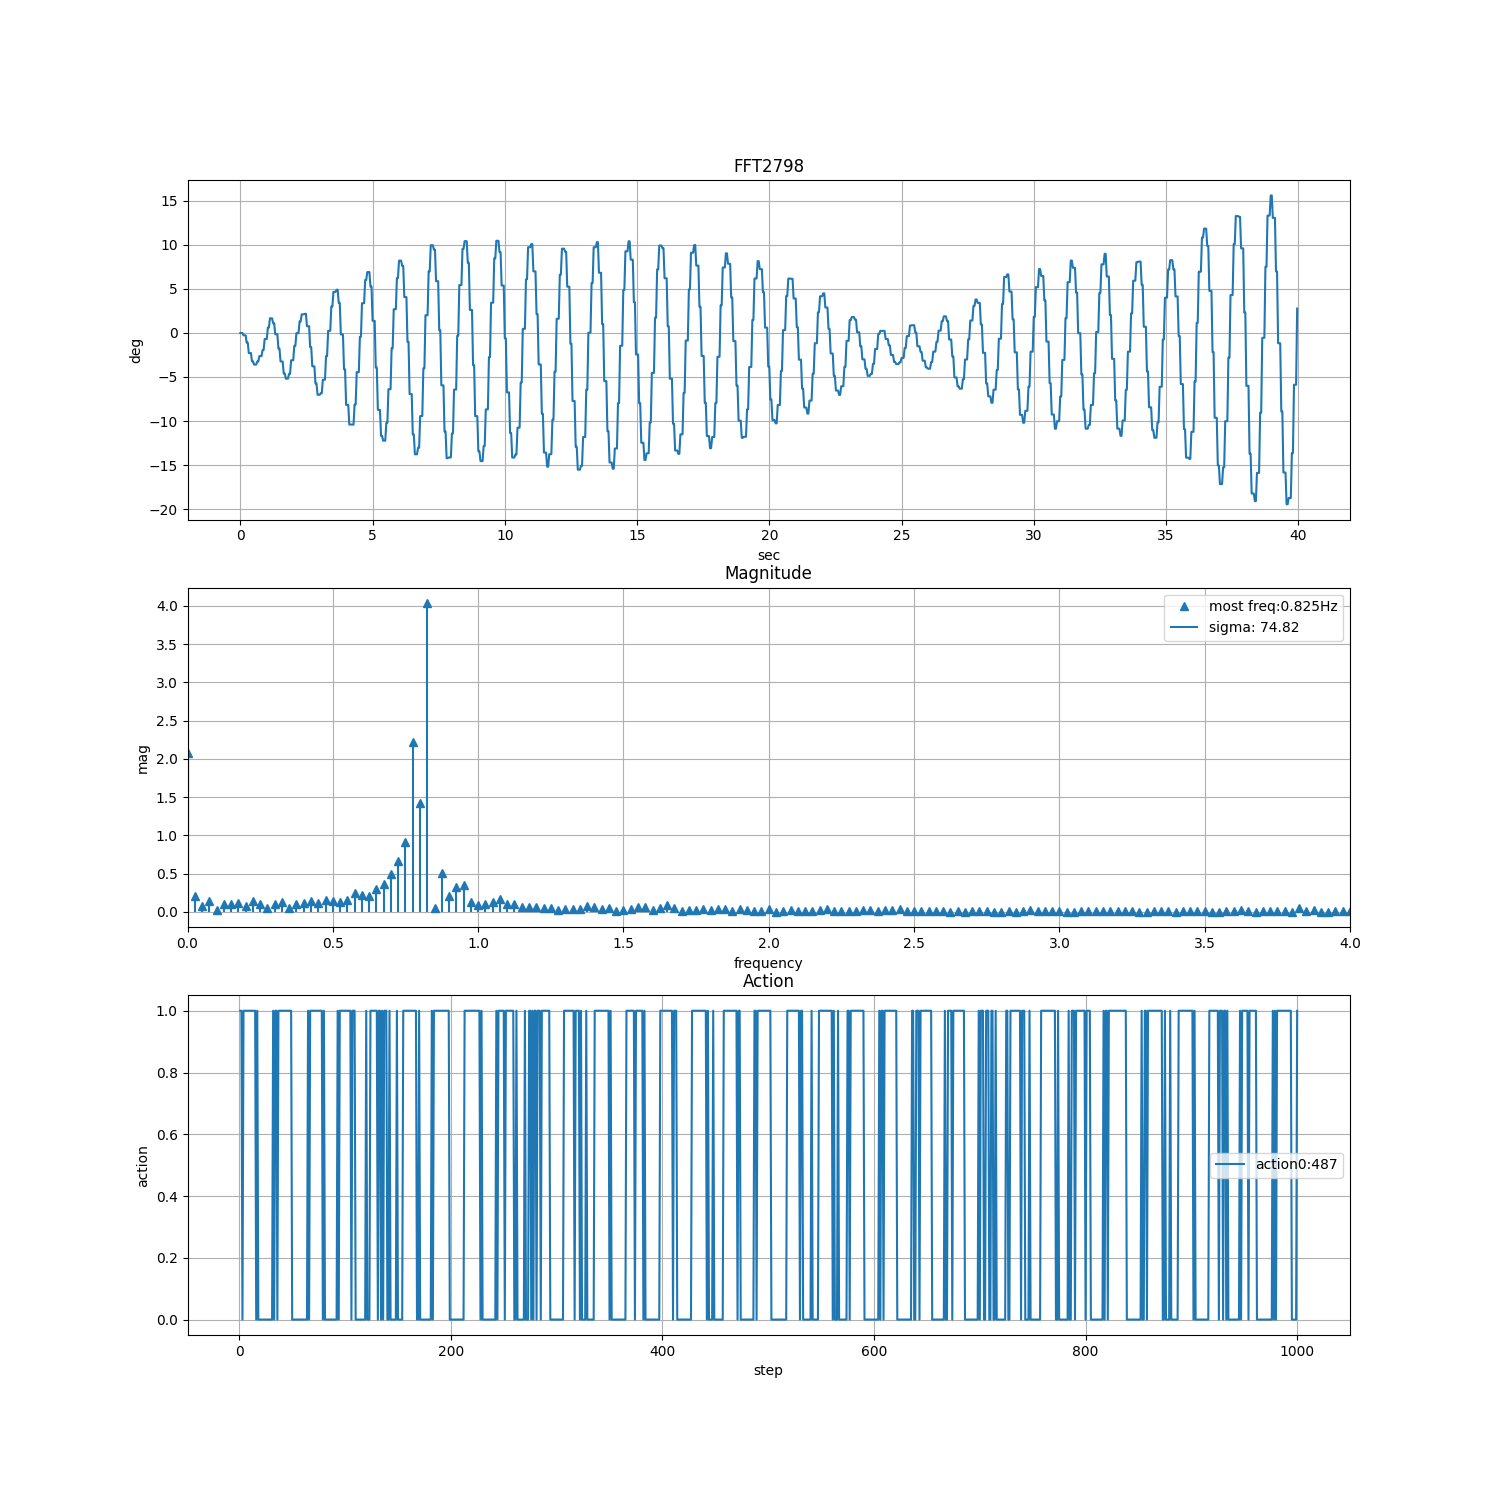 FFT2798
15
10
5
0
−5
−10
−15
−20
deg
0 5 10 15 20 25 30 35 40
sec
Magnitude
4.0
3.5
3.0
2.5
2.0
1.5
1.0
0.5
0.0
mag
most freq:0.825Hz
sigma: 74.82
0.0 0.5 1.0 1.5 2.0 2.5 3.0 3.5 4.0
frequency
Action
1.0
0.8
0.6
0.4
0.2
0.0
action
action0:487
0 200 400 600 800 1000
step